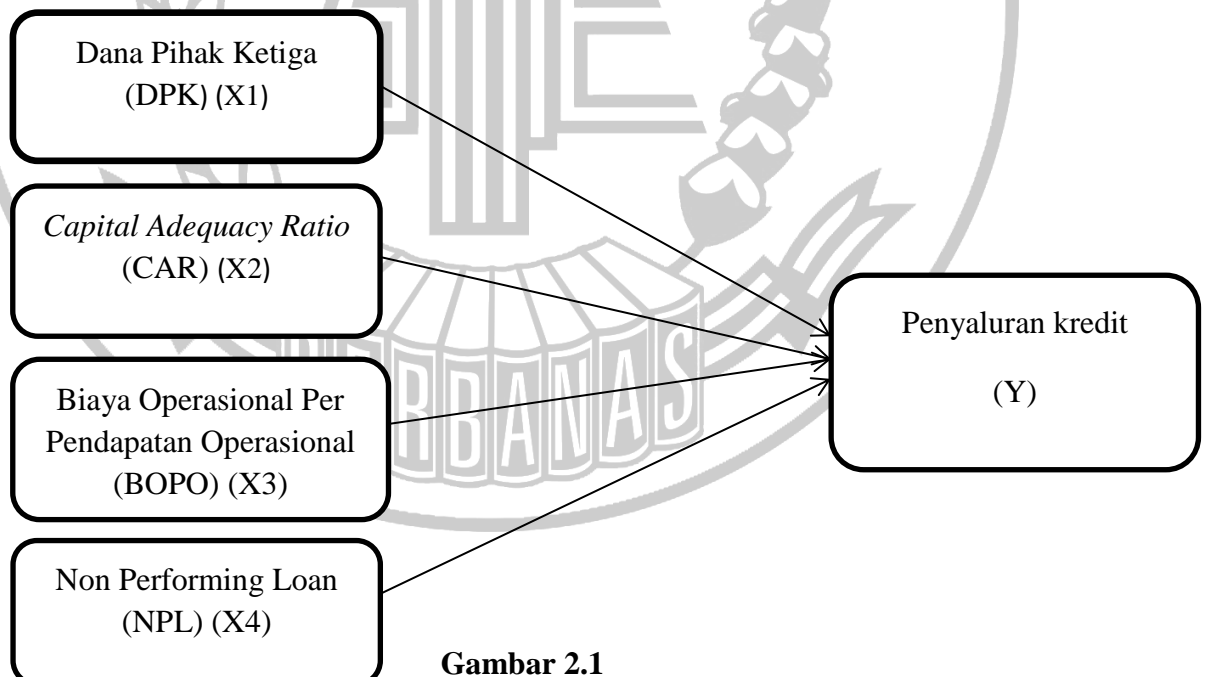 Dana Pihak Ketiga
(DPK) (X1)
Capital Adequacy Ratio
(CAR) (X2)
Biaya Operasional Per
Pendapatan Operasional
(BOPO) (X3)
Non Performing Loan
(NPL) (X4)
Penyaluran kredit
(Y)
RBANAS
Gambar 2.1